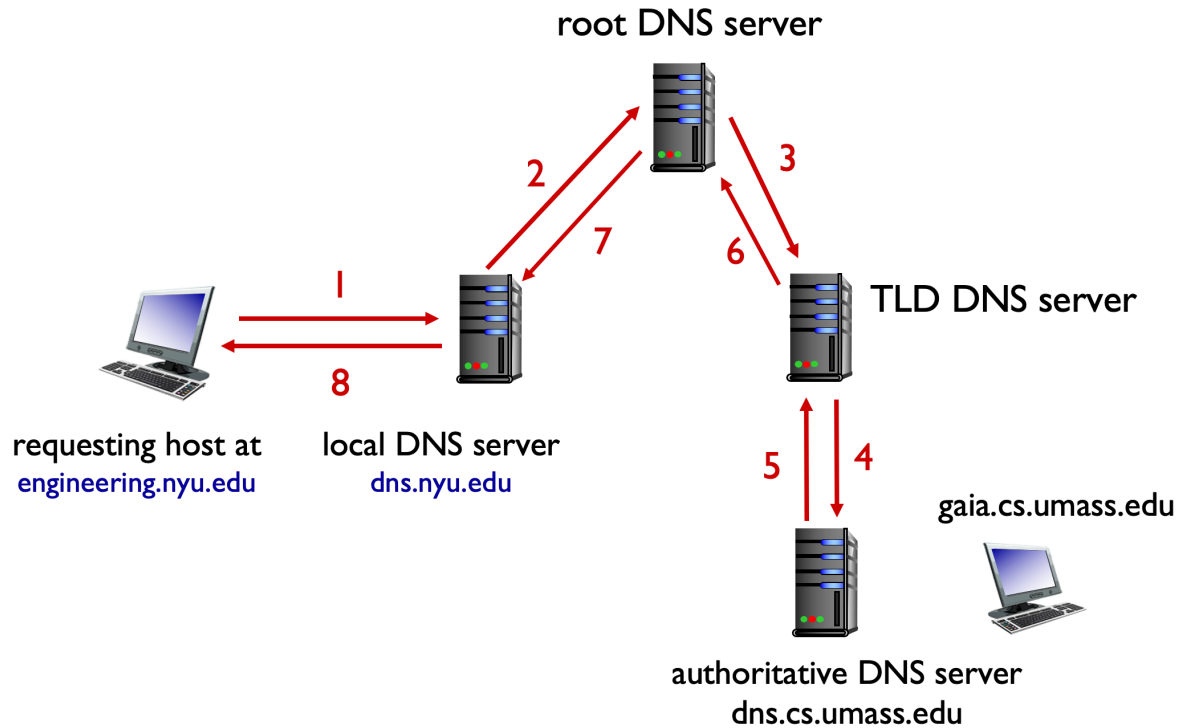 root DNS server
2
3
7
6
1
TLD DNS server
8
requesting host at
engineering.nyu.edu
local DNS server
dns.nyu.edu
5
4
gaia.cs.umass.edu
authoritative DNS server
dns.cs.umass.edu